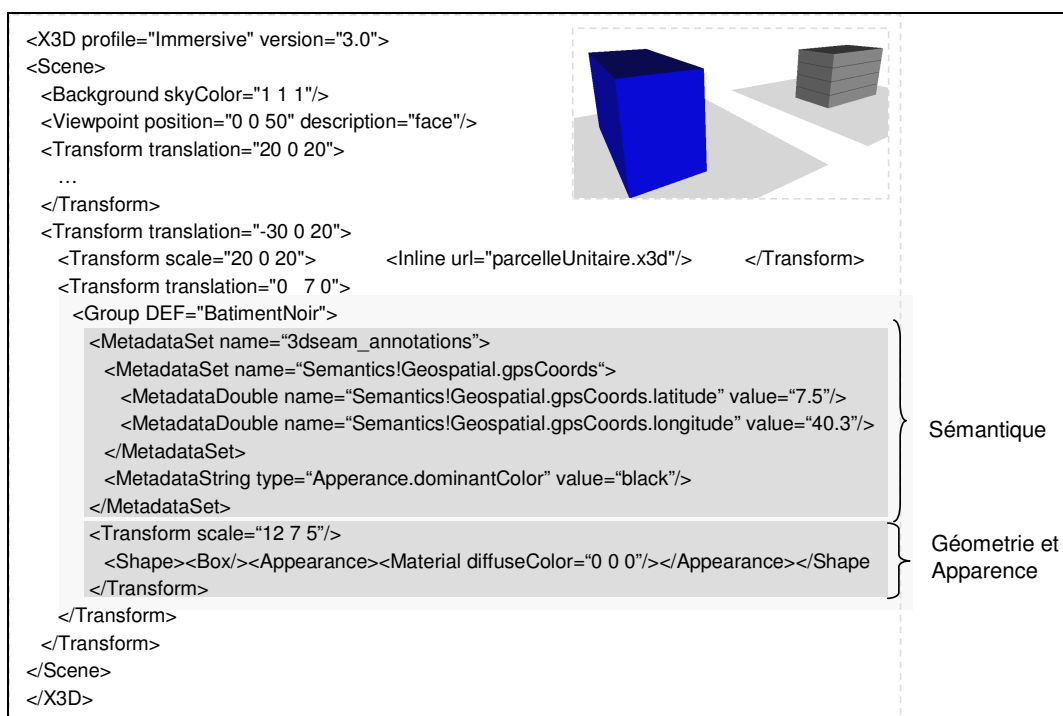 <X3D profile="Immersive" version="3.0">
<Scene>
<Background skyColor="1 1 1"/>
<Viewpoint position="0 0 50" description="face"/>
<Transform translation="20 0 20">
…
</Transform>
<Transform translation="-30 0 20">
<Transform scale="20 0 20"> <Inline url="parcelleUnitaire.x3d"/> </Transform>
<Transform translation="0 7 0">
<Group DEF="BatimentNoir">
<MetadataSet name=“3dseam_annotations”>
<MetadataSet name=“Semantics!Geospatial.gpsCoords“>
<MetadataDouble name=“Semantics!Geospatial.gpsCoords.latitude” value=“7.5”/>
<MetadataDouble name=“Semantics!Geospatial.gpsCoords.longitude” value=“40.3”/>
</MetadataSet>
<MetadataString type=“Apperance.dominantColor” value=“black”/>
</MetadataSet>
Sémantique
<Transform scale=“12 7 5”/>
<Shape><Box/><Appearance><Material diffuseColor=“0 0 0”/></Appearance></Shape
</Transform>
Géometrie et
Apparence
</Transform>
</Transform>
</Scene>
</X3D>